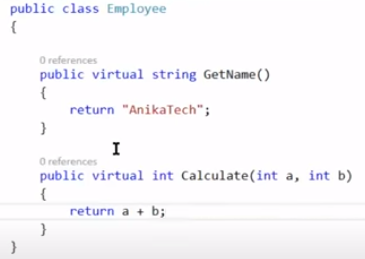 public class Employee
{
0 references
public virtual string GetName()
{
return "AnikaTech";
}
0 references
public virtual int Calculate(int a, int b)
{
return a + b;
}
}